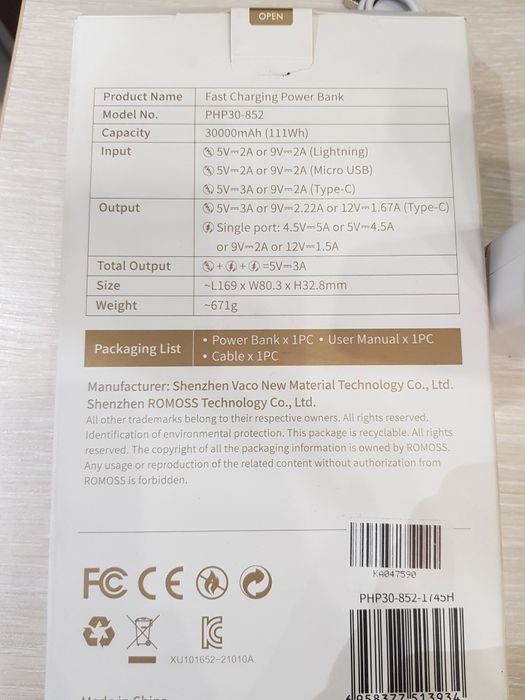 OPEN
Product Name Fast Charging Power Bank
Model No. PHP30-852
Capacity 30000mAh (111Wh)
Input 5V⎓2A or 9V⎓2A (Lightning)
5V⎓2A or 9V⎓2A (Micro USB)
5V⎓3A or 9V⎓2A (Type-C)
Output 5V⎓3A or 9V⎓2.22A or 12V⎓1.67A (Type-C)
Single port: 4.5V⎓5A or 5V⎓4.5A
or 9V⎓2A or 12V⎓1.5A
Total Output + + =5V⎓3A
Size ~L169 x W80.3 x H32.8mm
Weight ~671g
Packaging List • Power Bank x 1PC • User Manual x 1PC
• Cable x 1PC
Manufacturer: Shenzhen Vaco New Material Technology Co., Ltd.
Shenzhen ROMOSS Technology Co., Ltd.
All other trademarks belong to their respective owners. All rights reserved.
Identification of environmental protection. This package is recyclable. All rights
reserved. The copyright of all the packaging information is owned by ROMOSS.
Any usage or reproduction of the related content without authorization from
ROMOSS is forbidden.
KA047590
FC CE
PHP30-852-1745H
KC
XU101652-21010A
6958377 513934
Made in China